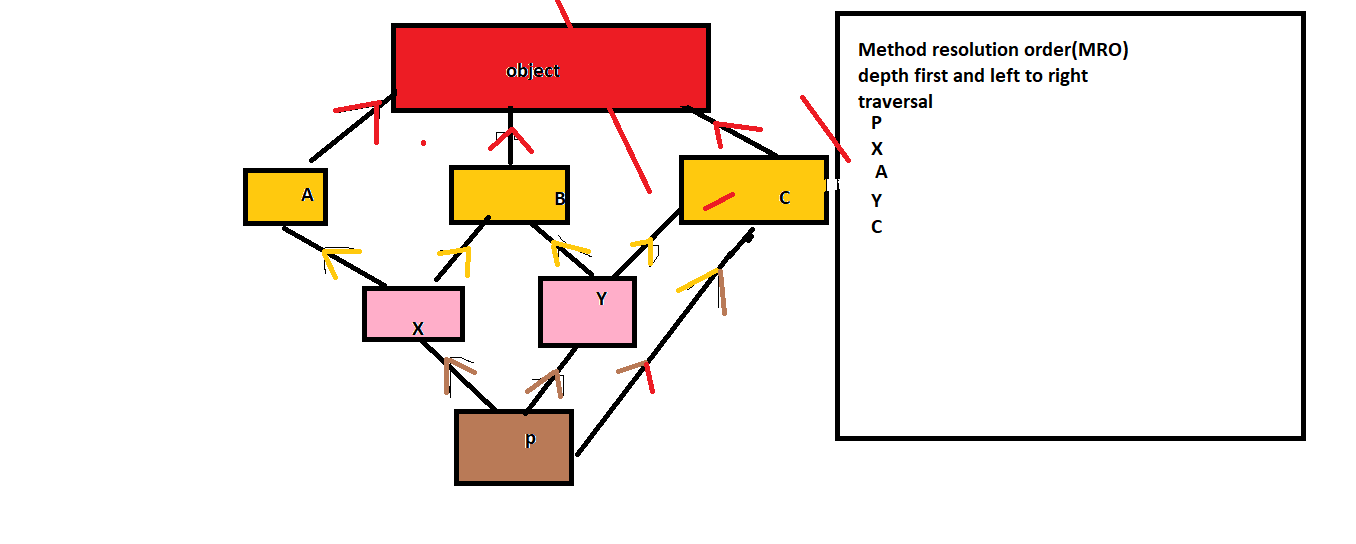 object
A
B
C
X
Y
p
Method resolution order(MRO)
depth first and left to right
traversal
P
X
A
Y
C